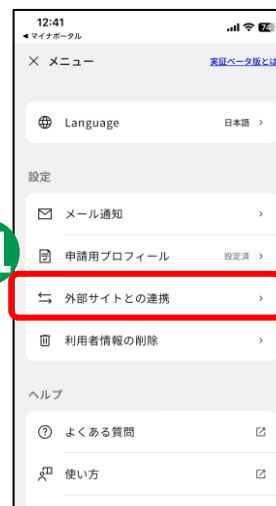 12:41
74
◀ マイナポータル
× メニュー
実証ベータ版とは
Language
日本語 >
設定
メール通知 >
申請用プロフィール
設定済 >
外部サイトとの連携 >
利用者情報の削除 >
ヘルプ
よくある質問
使い方